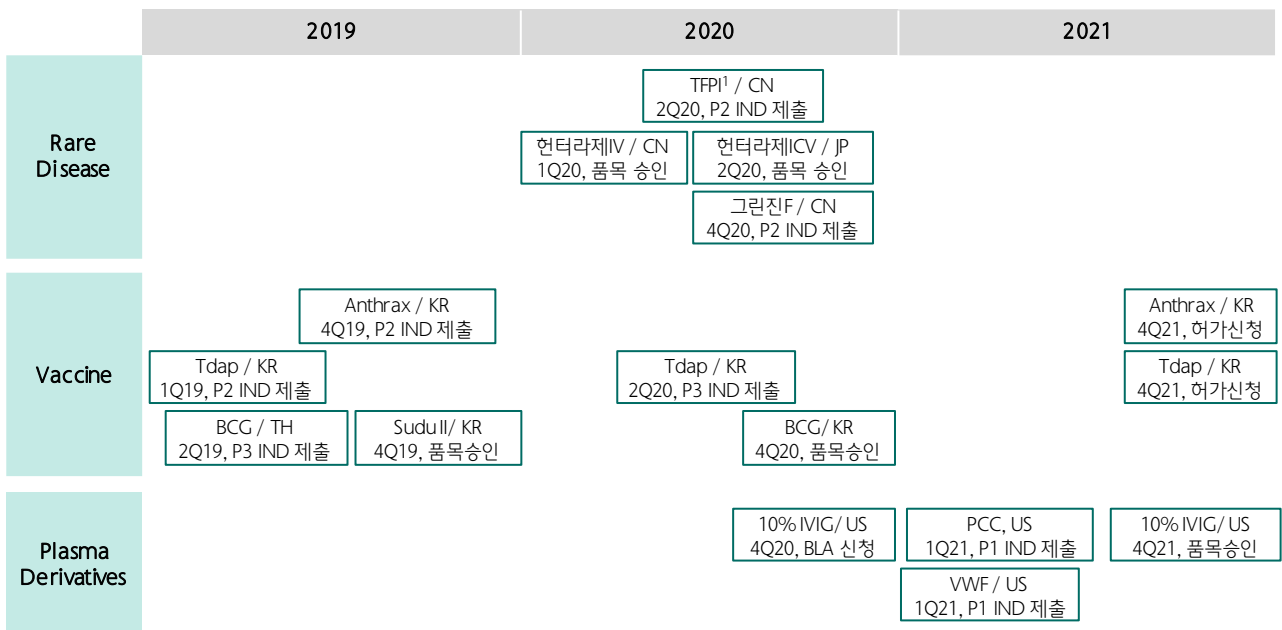 2019
2020
2021
Rare
Disease
TFPI¹ / CN
2Q20, P2 IND 제출
헌터라제IV / CN
1Q20, 품목 승인
헌터라제ICV / JP
2Q20, 품목 승인
그린진F / CN
4Q20, P2 IND 제출
Vaccine
Anthrax / KR
4Q19, P2 IND 제출
Anthrax / KR
4Q21, 허가신청
Tdap / KR
1Q19, P2 IND 제출
Tdap / KR
2Q20, P3 IND 제출
Tdap / KR
4Q21, 허가신청
BCG / TH
2Q19, P3 IND 제출
Sudu II/ KR
4Q19, 품목승인
BCG/ KR
4Q20, 품목승인
Plasma
Derivatives
10% IVIG/ US
4Q20, BLA 신청
PCC, US
1Q21, P1 IND 제출
10% IVIG/ US
4Q21, 품목승인
VWF / US
1Q21, P1 IND 제출